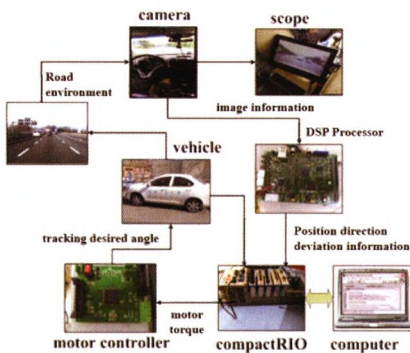 camera
scope
Road
environment
image information
DSP Processor
vehicle
tracking desired angle
Position direction
deviation information
motor
torque
motor controller
compactRIO
computer